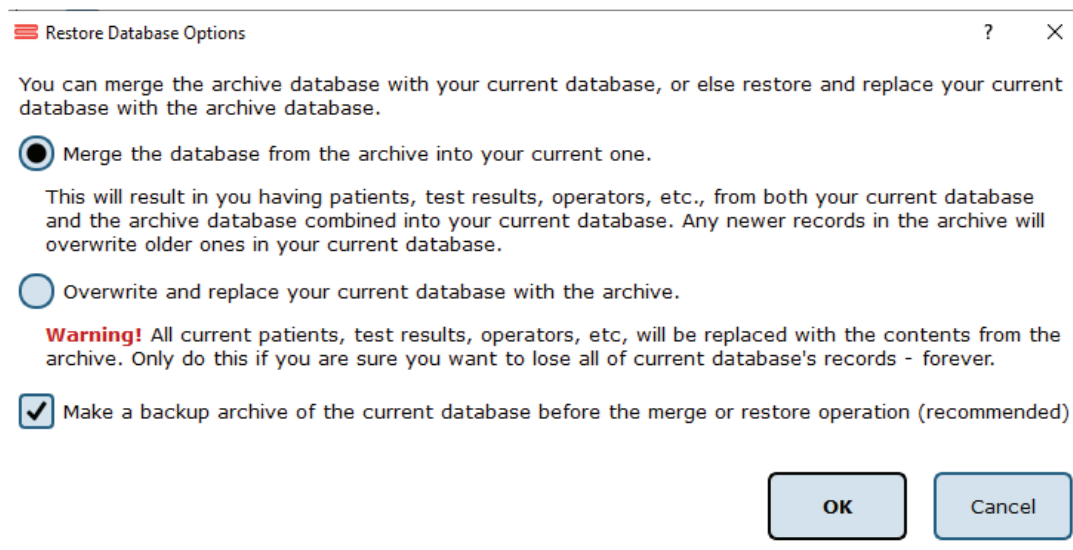 Restore Database Options
?
You can merge the archive database with your current database, or else restore and replace your current
database with the archive database.
Merge the database from the archive into your current one.
This will result in you having patients, test results, operators, etc., from both your current database
and the archive database combined into your current database. Any newer records in the archive will
overwrite older ones in your current database.
Overwrite and replace your current database with the archive.
Warning! All current patients, test results, operators, etc, will be replaced with the contents from the
archive. Only do this if you are sure you want to lose all of current database's records - forever.
Make a backup archive of the current database before the merge or restore operation (recommended)
OK
Cancel